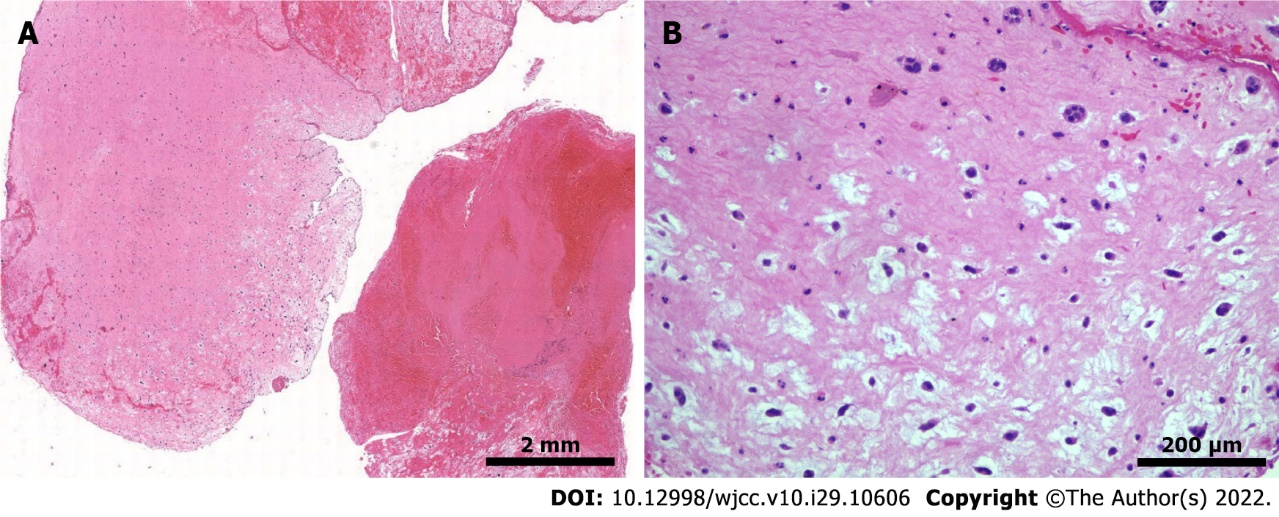 A
B
2 mm
200 µm
DOI: 10.12998/wjcc.v10.i29.10606 Copyright ©The Author(s) 2022.